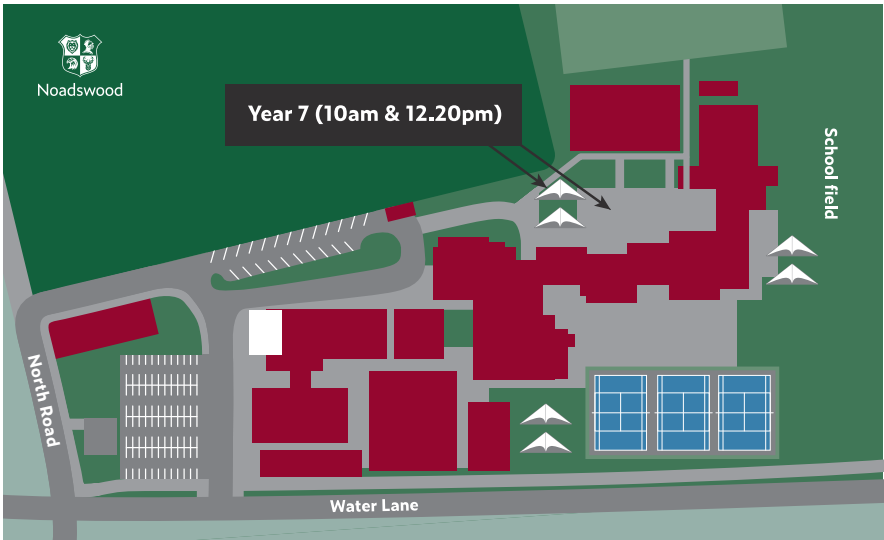 Noadswood
Year 7 (10am & 12.20pm)
School field
North Road
Water Lane